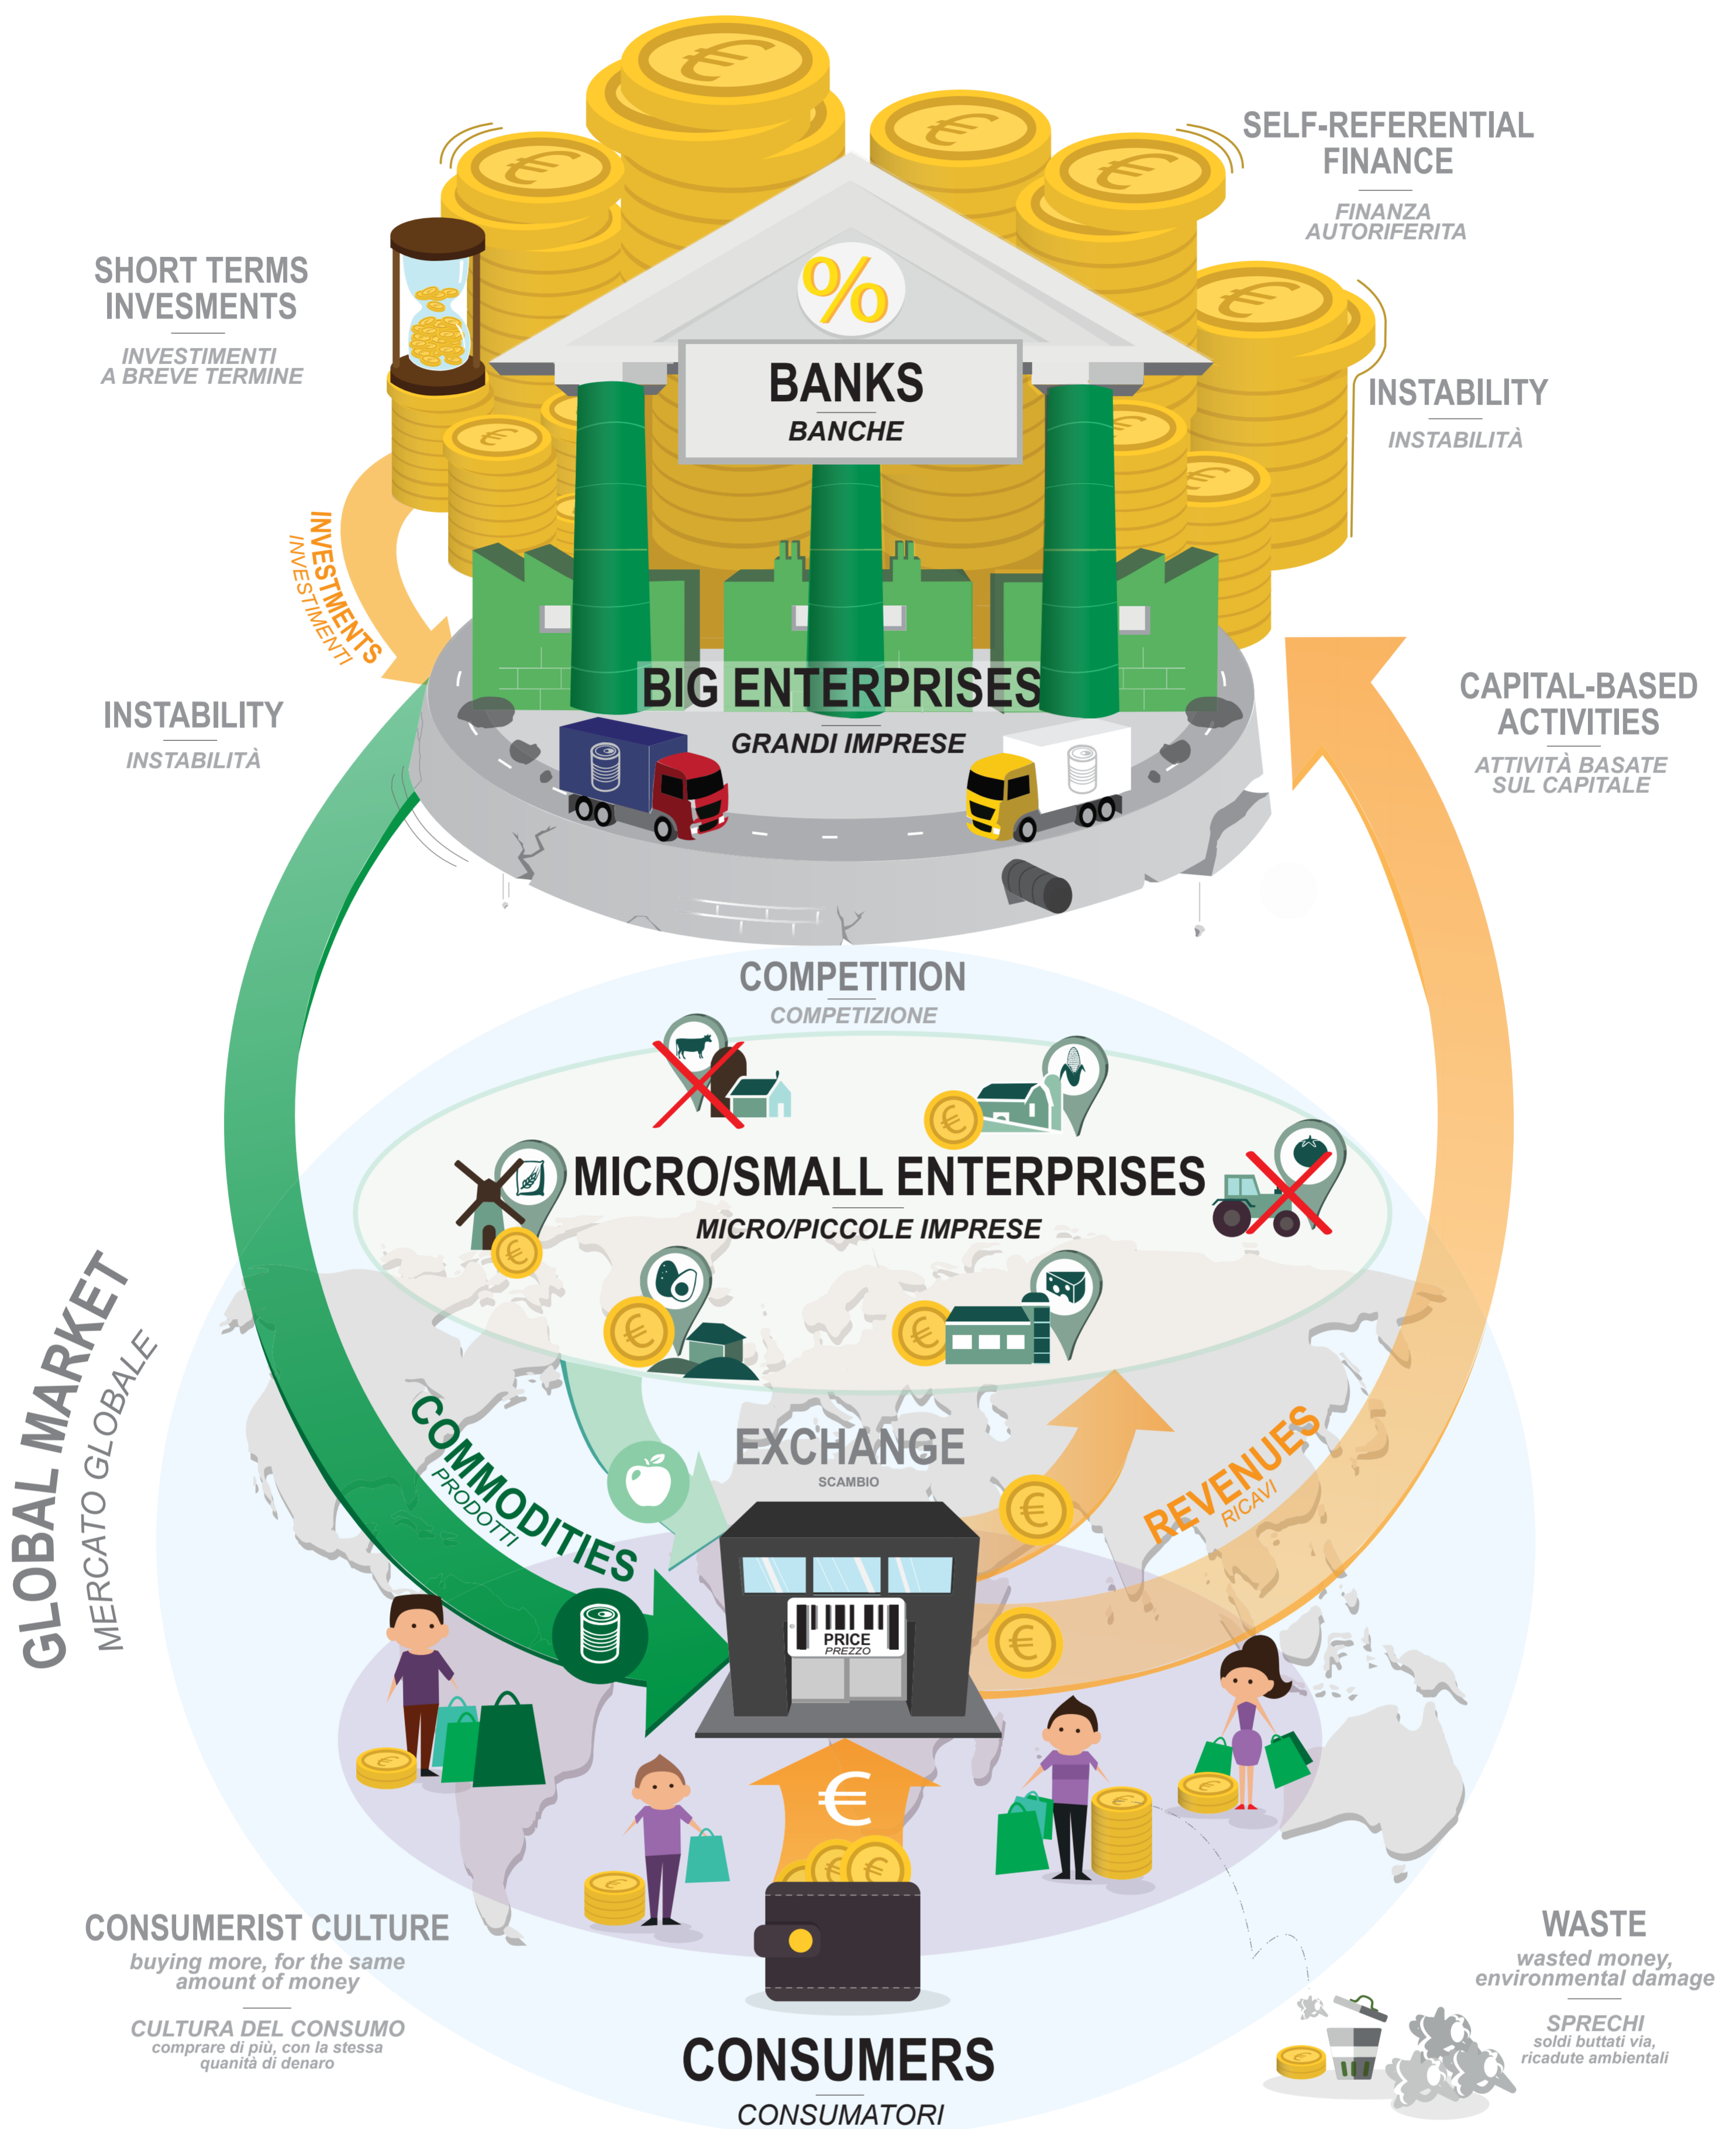 SELF-REFERENTIAL
FINANCE
FINANZA
AUTORIFERITA
SHORT TERMS
INVESMENTS
INVESTIMENTI
A BREVE TERMINE
%
BANKS
BANCHE
INSTABILITY
INSTABILITÀ
INVESTMENTS
INVESTIMENTI
BIG ENTERPRISES
GRANDI IMPRESE
INSTABILITY
INSTABILITÀ
CAPITAL-BASED
ACTIVITIES
ATTIVITÀ BASATE
SUL CAPITALE
COMPETITION
COMPETIZIONE
MICRO/SMALL ENTERPRISES
MICRO/PICCOLE IMPRESE
GLOBAL MARKET
MERCATO GLOBALE
COMMODITIES
PRODOTTI
EXCHANGE
SCAMBIO
REVENUES
RICAVI
PRICE
PREZZO
€
CONSUMERIST CULTURE
buying more, for the same
amount of money
CULTURA DEL CONSUMO
comprare di più, con la stessa
quanità di denaro
WASTE
wasted money,
environmental damage
SPRECHI
soldi buttati via,
ricadute ambientali
CONSUMERS
CONSUMATORI